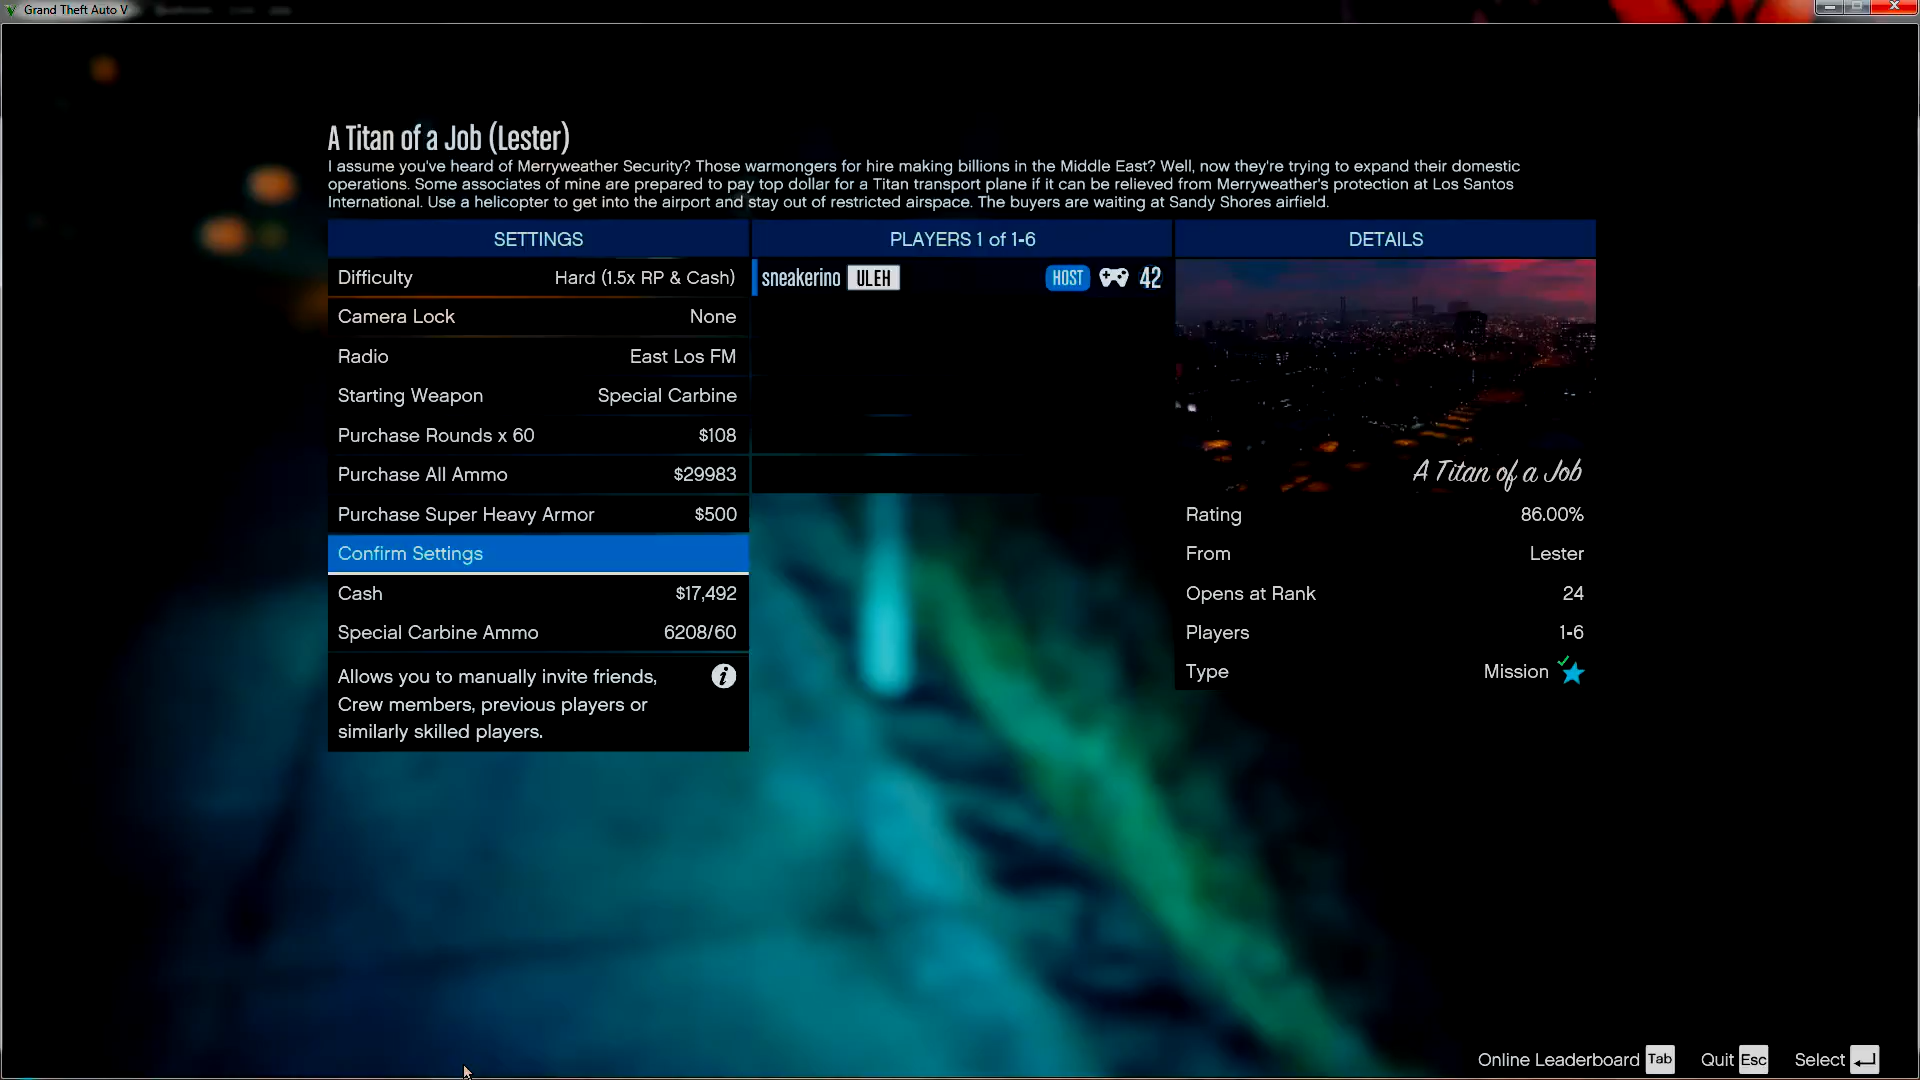 Grand Theft Auto V
A Titan of a Job (Lester)
I assume you've heard of Merryweather Security? Those warmongers for hire making billions in the Middle East? Well, now they're trying to expand their domestic
operations. Some associates of mine are prepared to pay top dollar for a Titan transport plane if it can be relieved from Merryweather's protection at Los Santos
International. Use a helicopter to get into the airport and stay out of restricted airspace. The buyers are waiting at Sandy Shores airfield.
SETTINGS
Difficulty Hard (1.5x RP & Cash)
Camera Lock None
Radio East Los FM
Starting Weapon Special Carbine
Purchase Rounds x 60 $108
Purchase All Ammo $29983
Purchase Super Heavy Armor $500
Confirm Settings
Cash $17,492
Special Carbine Ammo 6208/60
Allows you to manually invite friends,
Crew members, previous players or
similarly skilled players.
PLAYERS 1 of 1-6
sneakerino ULEH HOST 42
DETAILS
A Titan of a Job
Rating 86.00%
From Lester
Opens at Rank 24
Players 1-6
Type Mission
Online Leaderboard Tab Quit Esc Select